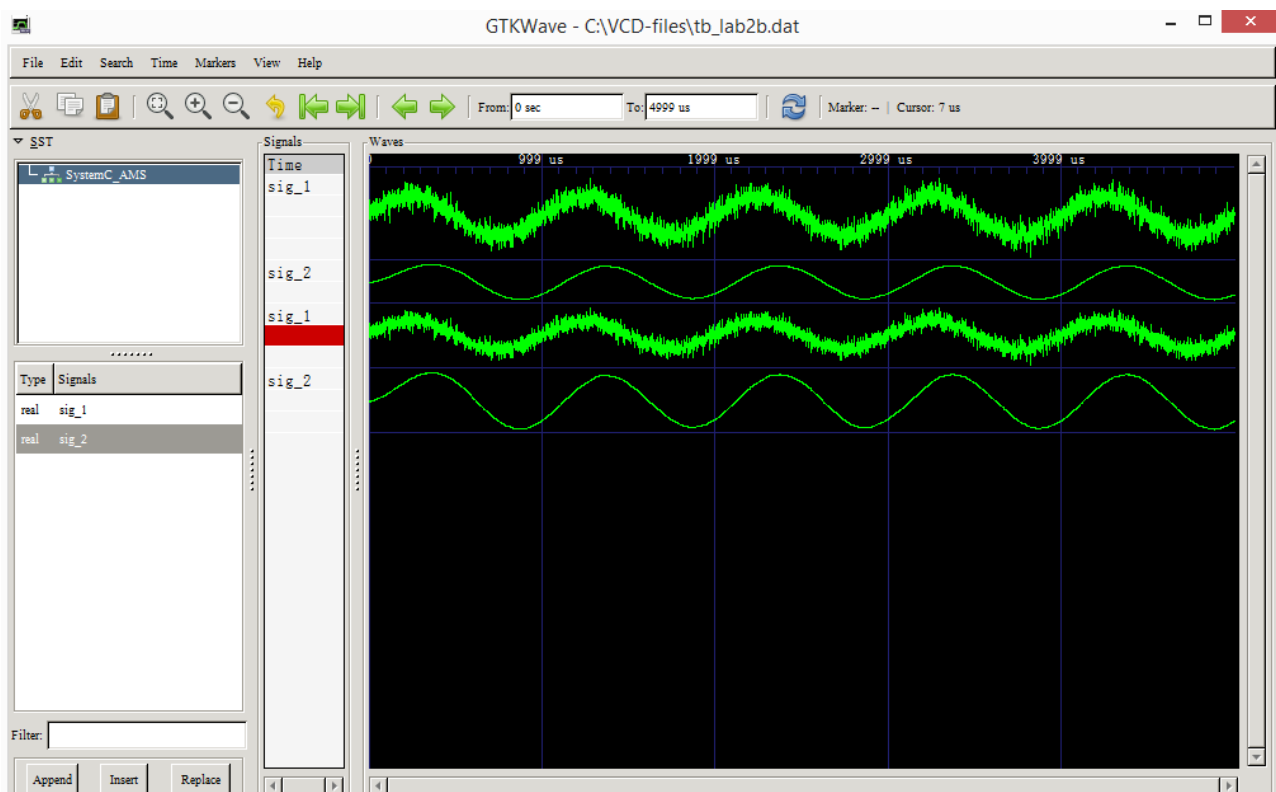 GTKWave - C:\VCD-files\tb_lab2b.dat
File Edit Search Time Markers View Help
From: 0 sec To: 4999 us Marker: -- | Cursor: 7 us
SST
SystemC_AMS
Type Signals
real sig_1
real sig_2
Filter:
Append Insert Replace
Signals
Time
sig_1
sig_2
sig_1
sig_2
Waves
999 us 1999 us 2999 us 3999 us